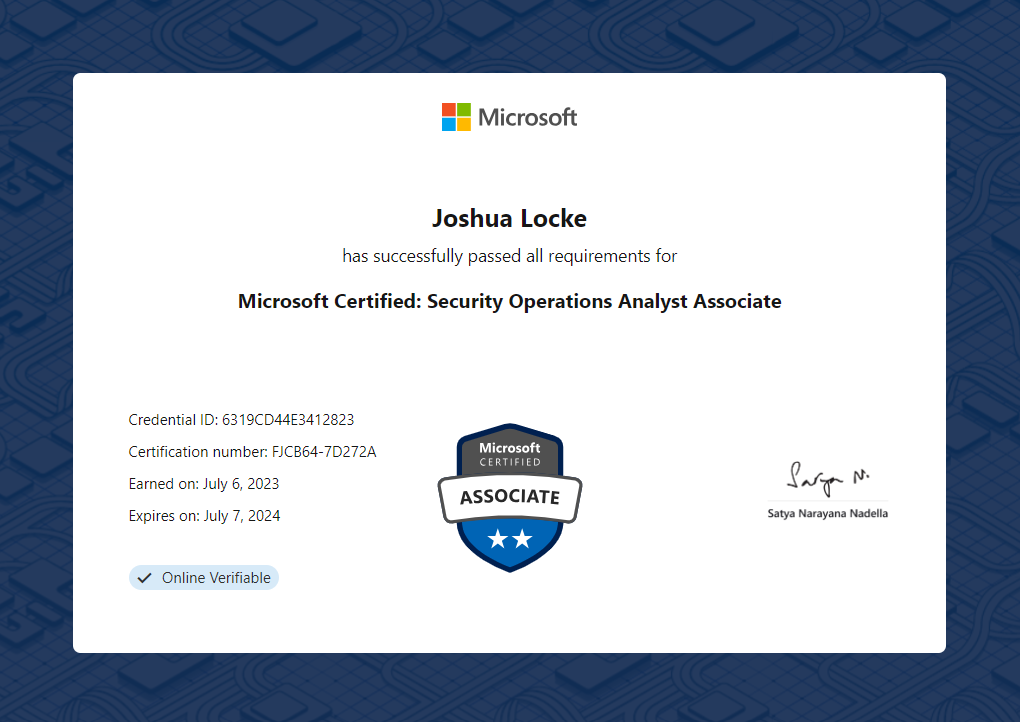 Microsoft
Joshua Locke
has successfully passed all requirements for
Microsoft Certified: Security Operations Analyst Associate
Credential ID: 6319CD44E3412823
Certification number: FJCB64-7D272A
Earned on: July 6, 2023
Expires on: July 7, 2024
Online Verifiable
Microsoft
CERTIFIED
ASSOCIATE
Satya N.
Satya Narayana Nadella